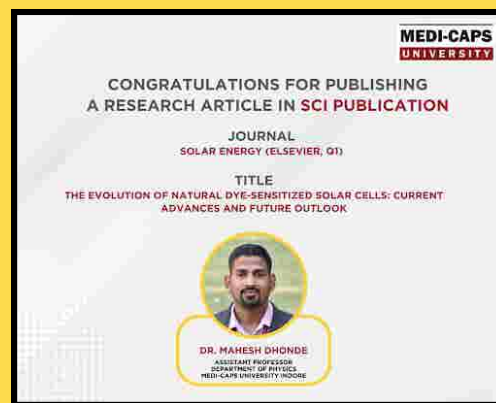 MEDI-CAPS
UNIVERSITY
CONGRATULATIONS FOR PUBLISHING
A RESEARCH ARTICLE IN SCI PUBLICATION
JOURNAL
SOLAR ENERGY (ELSEVIER, Q1)
TITLE
THE EVOLUTION OF NATURAL DYE-SENSITIZED SOLAR CELLS: CURRENT
ADVANCES AND FUTURE OUTLOOK
DR. MAHESH DHONDE
ASSISTANT PROFESSOR
DEPARTMENT OF PHYSICS
MEDI-CAPS UNIVERSITY INDORE